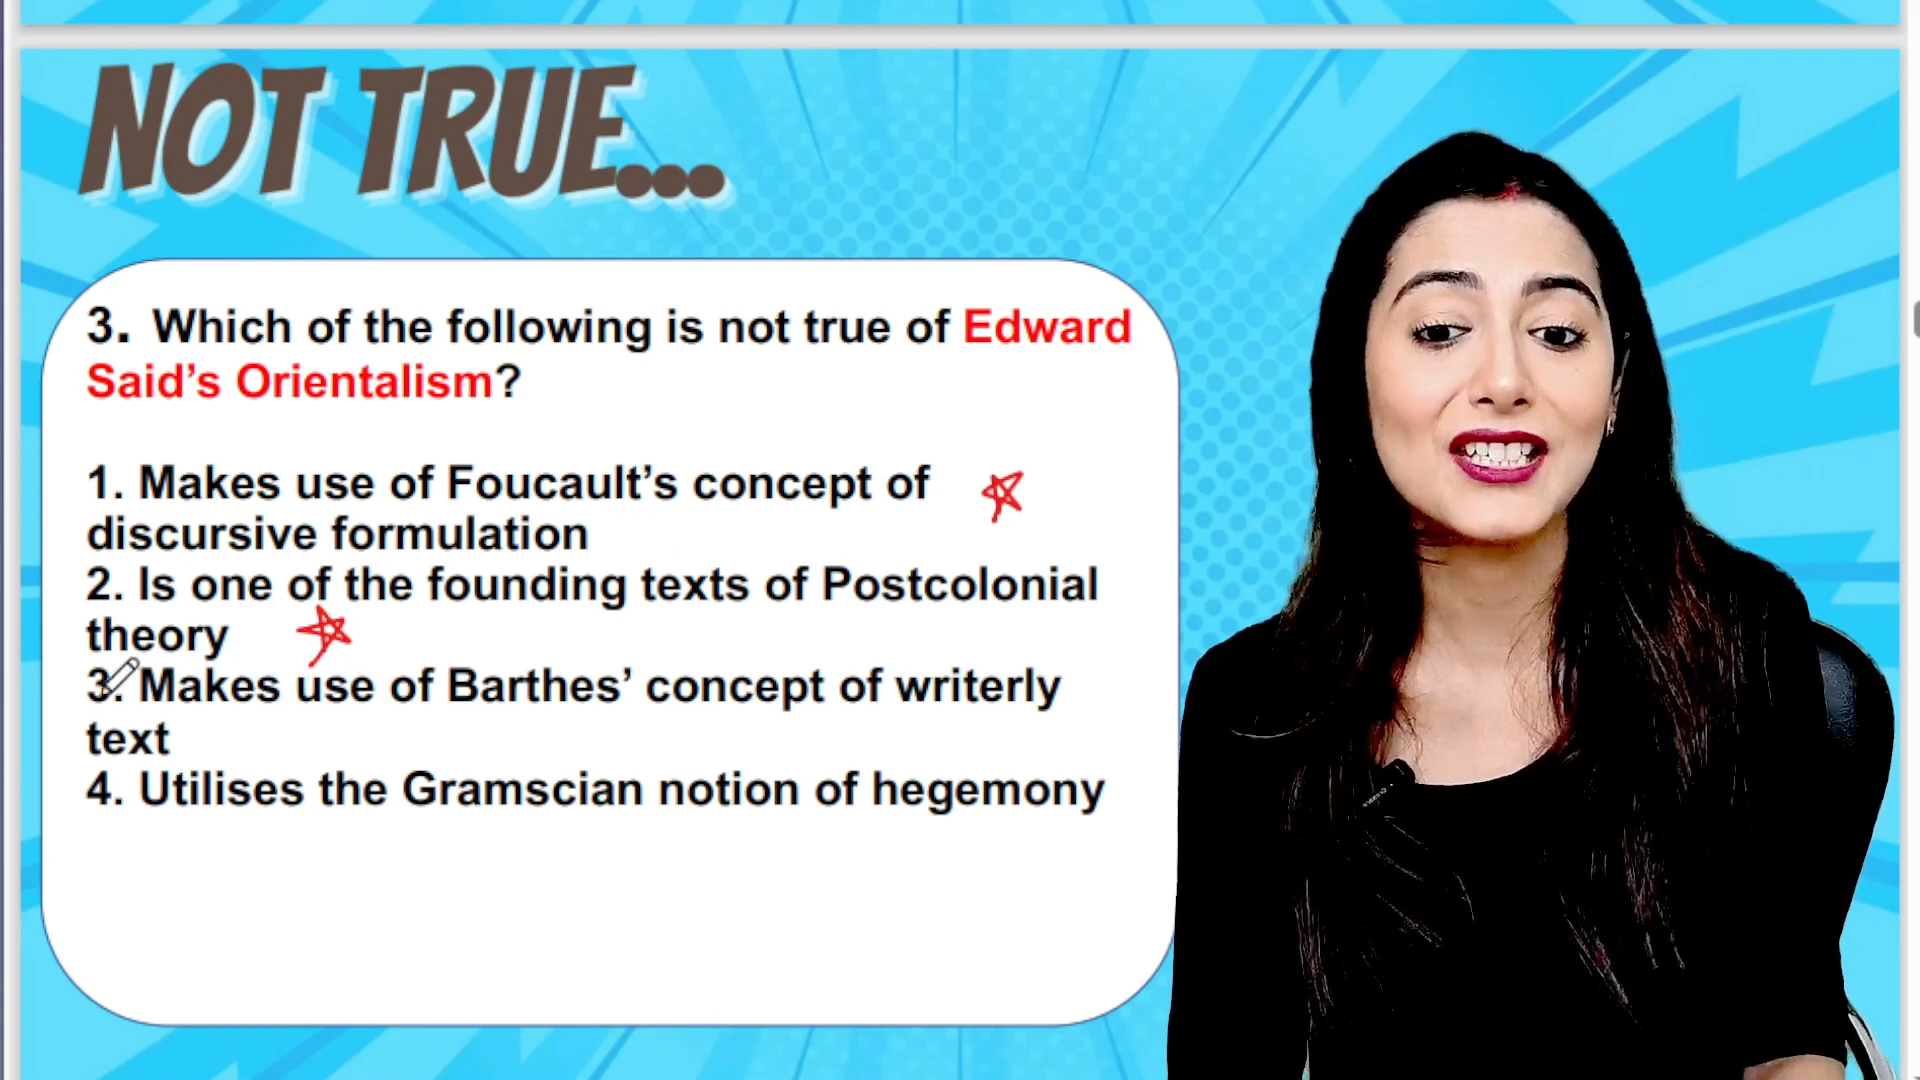 NOT TRUE...
3. Which of the following is not true of Edward
Said’s Orientalism?
1. Makes use of Foucault’s concept of
discursive formulation
2. Is one of the founding texts of Postcolonial
theory
3. Makes use of Barthes’ concept of writerly
text
4. Utilises the Gramscian notion of hegemony